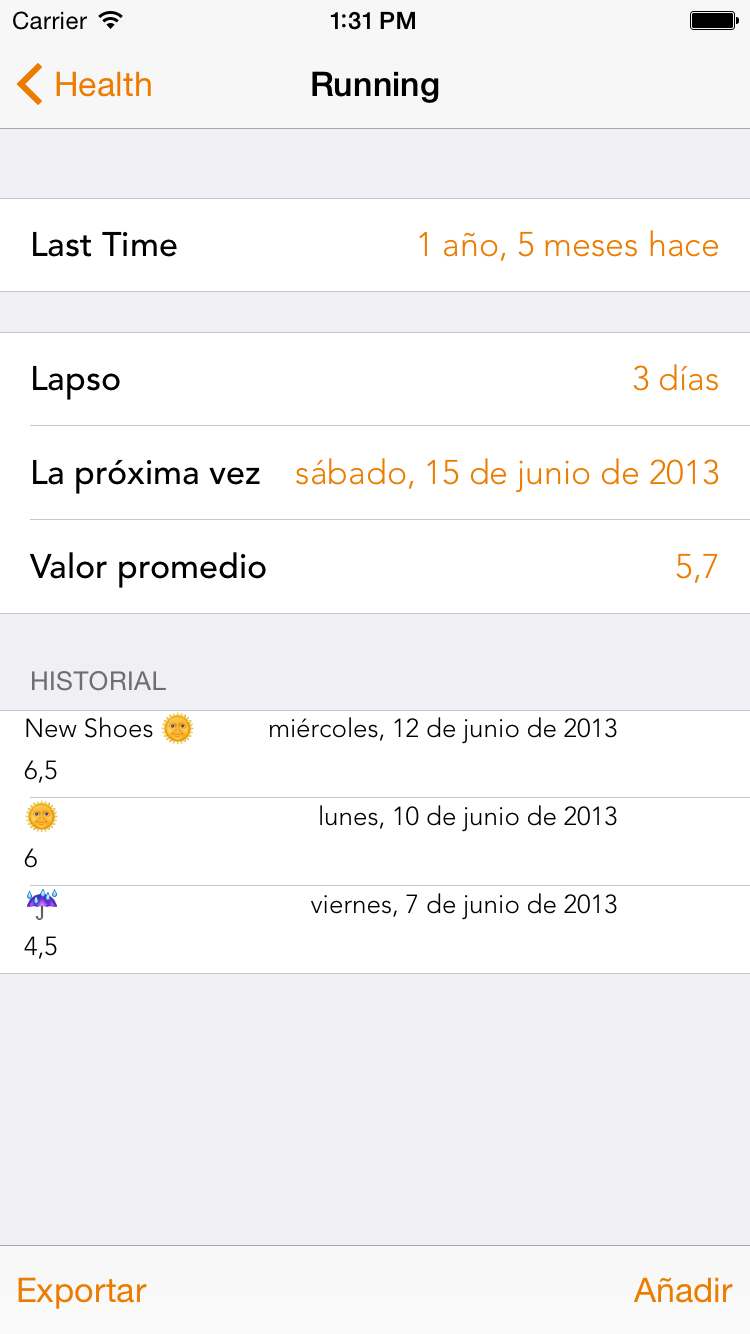 Carrier 1:31 PM
Health Running
Last Time 1 año, 5 meses hace
Lapso 3 días
La próxima vez sábado, 15 de junio de 2013
Valor promedio 5,7
HISTORIAL
New Shoes 🌞 miércoles, 12 de junio de 2013
6,5
🌞 lunes, 10 de junio de 2013
6
☔ viernes, 7 de junio de 2013
4,5
Exportar Añadir